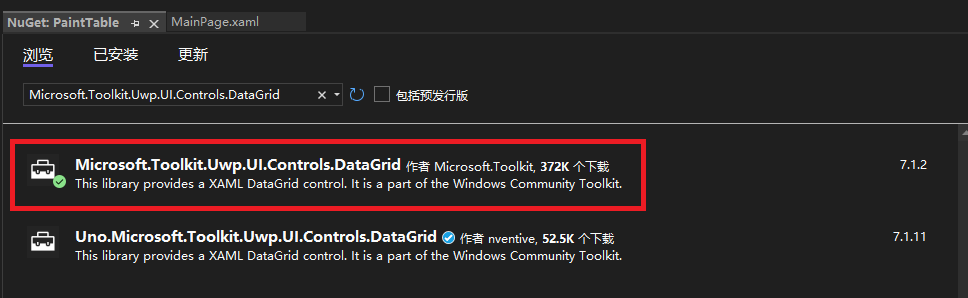 NuGet: PaintTable MainPage.xaml
浏览 已安装 更新
Microsoft.Toolkit.Uwp.UI.Controls.DataGrid 包括预发行版
Microsoft.Toolkit.Uwp.UI.Controls.DataGrid 作者 Microsoft.Toolkit, 372K 个下载 7.1.2
This library provides a XAML DataGrid control. It is a part of the Windows Community Toolkit.
Uno.Microsoft.Toolkit.Uwp.UI.Controls.DataGrid 作者 nventive, 52.5K 个下载 7.1.11
This library provides a XAML DataGrid control. It is a part of the Windows Community Toolkit.